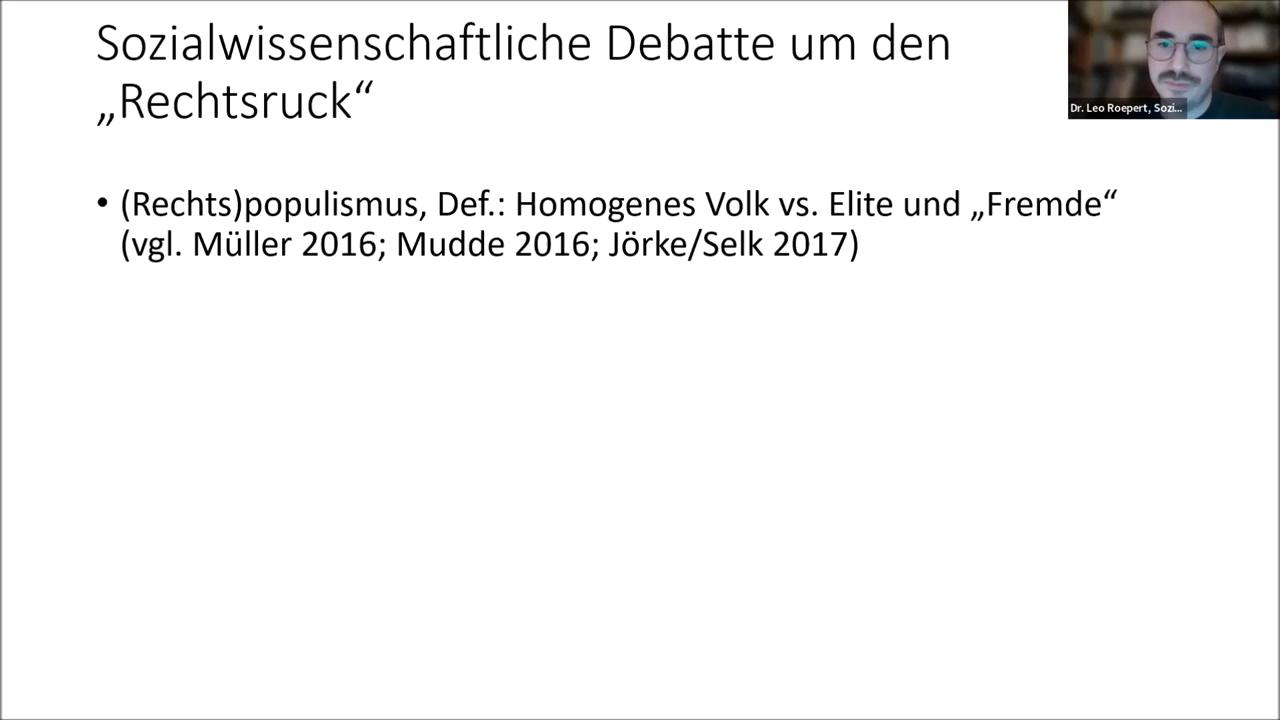 Sozialwissenschaftliche Debatte um den
„Rechtsruck“
Dr. Leo Roepert, Sozi...
• (Rechts)populismus, Def.: Homogenes Volk vs. Elite und „Fremde“
(vgl. Müller 2016; Mudde 2016; Jörke/Selk 2017)